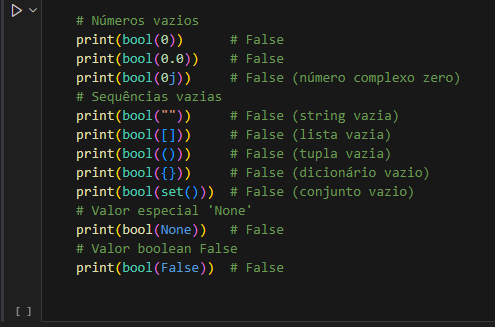 # Números vazios
print(bool(0))      # False
print(bool(0.0))    # False
print(bool(0j))     # False (número complexo zero)
# Sequências vazias
print(bool(""))     # False (string vazia)
print(bool([]))     # False (lista vazia)
print(bool(()))     # False (tupla vazia)
print(bool({}))     # False (dicionário vazio)
print(bool(set()))  # False (conjunto vazio)
# Valor especial 'None'
print(bool(None))   # False
# Valor boolean False
print(bool(False))  # False
[ ]